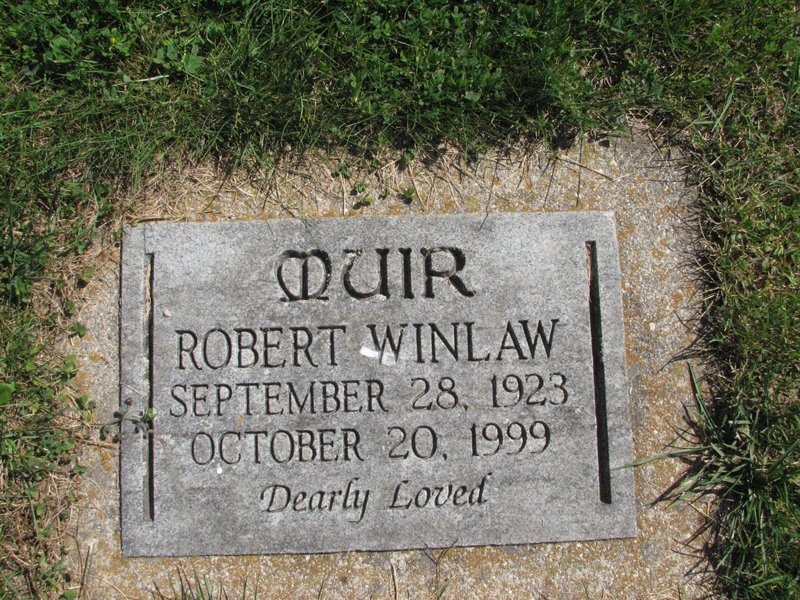 MUIR
ROBERT WINLAW
SEPTEMBER 28, 1923
OCTOBER 20, 1999
Dearly Loved